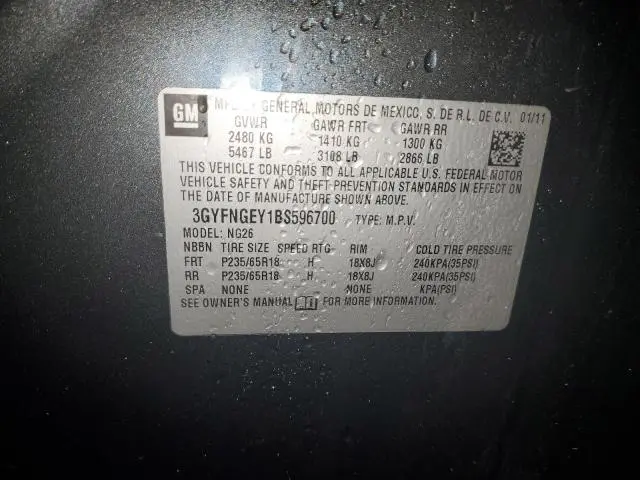 GM MFD BY GENERAL MOTORS DE MEXICO, S. DE R.L. DE C.V. 01/11
GVWR GAWR FRT GAWR RR
2480 KG 1410 KG 1300 KG
5467 LB 3108 LB 2866 LB
THIS VEHICLE CONFORMS TO ALL APPLICABLE U.S. FEDERAL MOTOR
VEHICLE SAFETY AND THEFT PREVENTION STANDARDS IN EFFECT ON
THE DATE OF MANUFACTURE SHOWN ABOVE.
3GYFNGEY1BS596700 TYPE: M.P.V.
MODEL: NG26
NBBN TIRE SIZE SPEED RTG RIM COLD TIRE PRESSURE
FRT P235/65R18 H 18X8J 240KPA(35PSI)
RR P235/65R18 H 18X8J 240KPA(35PSI)
SPA NONE NONE KPA(PSI)
SEE OWNER'S MANUAL FOR MORE INFORMATION.